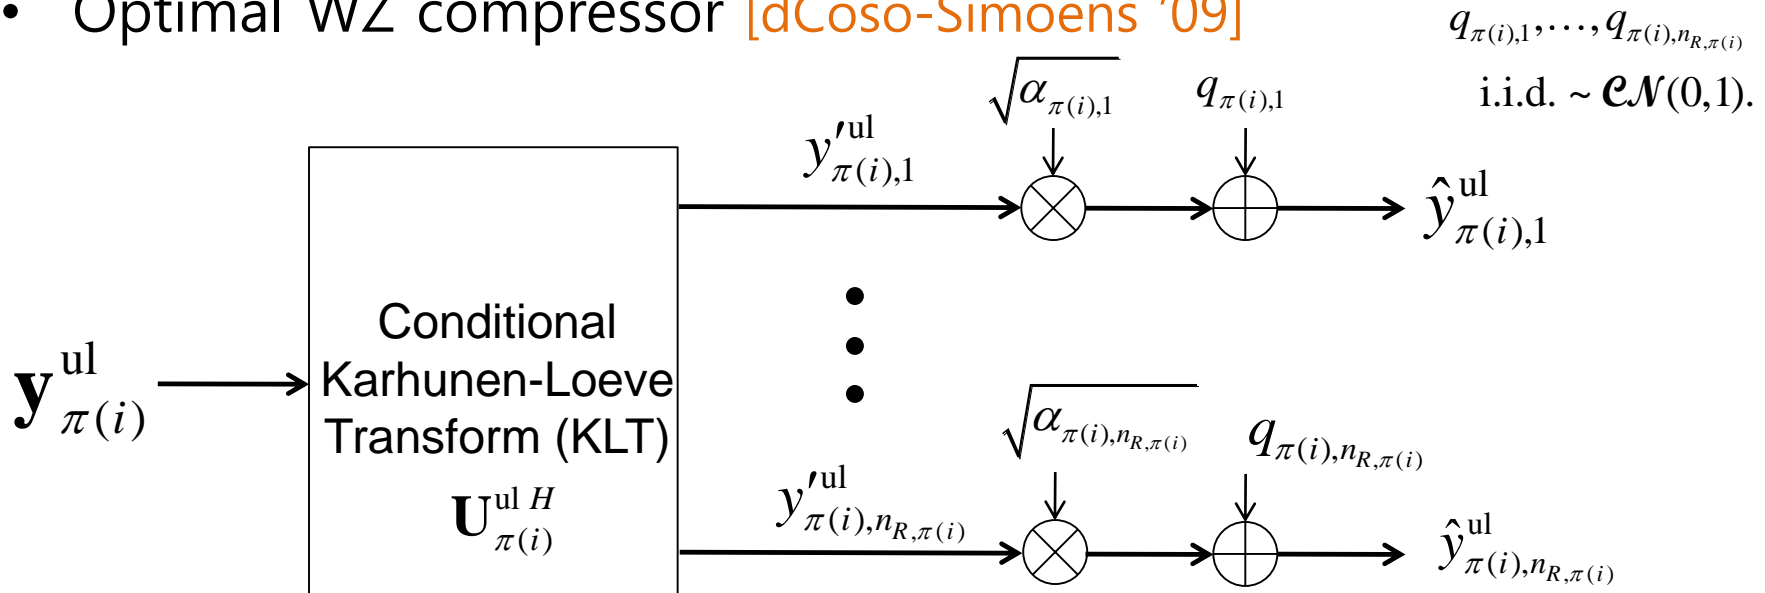 • Optimal WZ compressor [dCoso-Simoens '09]
q_{π(i),1},…,q_{π(i),n_{R,π(i)}}
i.i.d. ~ 𝒞𝒩(0,1).
√α_{π(i),1}
q_{π(i),1}
y'^{ul}_{π(i),1}
ŷ^{ul}_{π(i),1}
Conditional
Karhunen-Loeve
Transform (KLT)
U^{ul H}_{π(i)}
y^{ul}_{π(i)}
√α_{π(i),n_{R,π(i)}}
q_{π(i),n_{R,π(i)}}
y'^{ul}_{π(i),n_{R,π(i)}}
ŷ^{ul}_{π(i),n_{R,π(i)}}